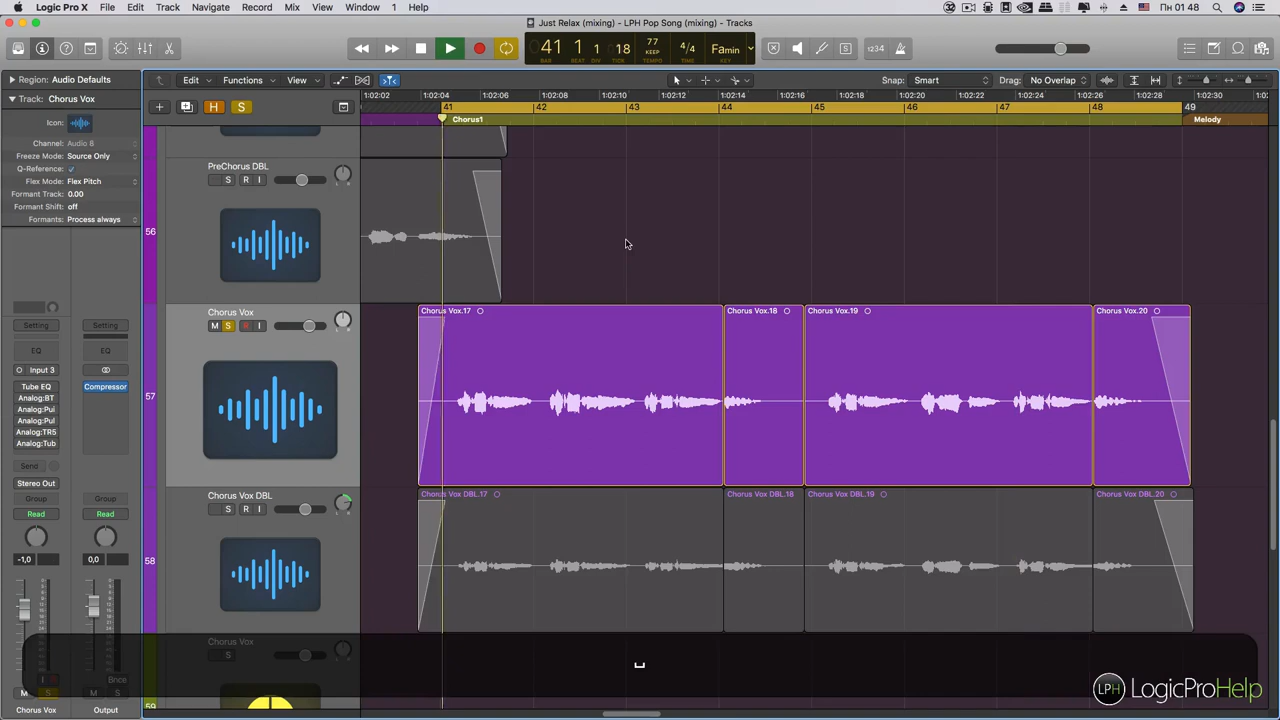 Logic Pro X File Edit Track Navigate Record Mix View Window 1 Help
Пн 01 48
Just Relax (mixing) - LPH Pop Song (mixing) - Tracks
41 1 1 18 77 4/4 Famin
BAR BEAT DIV KEEP TEMPO
1234
Region: Audio Defaults
Edit Functions View Snap: Smart Drag: No Overlap
Track: Chorus Vox
1:02:02 1:02:04 1:02:06 1:02:08 1:02:10 1:02:12 1:02:14 1:02:16 1:02:18 1:02:20 1:02:22 1:02:24 1:02:26 1:02:28 1:02:30
H S
41 42 43 44 45 46 47 48 49
Chorus1 Melody
Icon:
Channel: Audio 8
Freeze Mode: Source Only
Q-Reference:
Flex Mode: Flex Pitch
Formant Track: 0.00
Formant Shift: off
Formants: Process always
PreChorus DBL
S R I
56
Chorus Vox
M S R I
57
Chorus Vox.17
Chorus Vox.18
Chorus Vox.19
Chorus Vox.20
Setting Setting
EQ EQ
Input 3
Tube EQ Compressor
Analog:BT
Analog:Pul
Analog:Pul
Analog:TR5
Analog:Tub
Send
Stereo Out
Group Group
Read Read
-1,0 0,0
Chorus Vox DBL
S R I
58
Chorus Vox DBL.17
Chorus Vox DBL.18
Chorus Vox DBL.19
Chorus Vox DBL.20
Chorus Vox
S
59
I R
Bnce
M S M S
Chorus Vox Output
LPH LogicProHelp